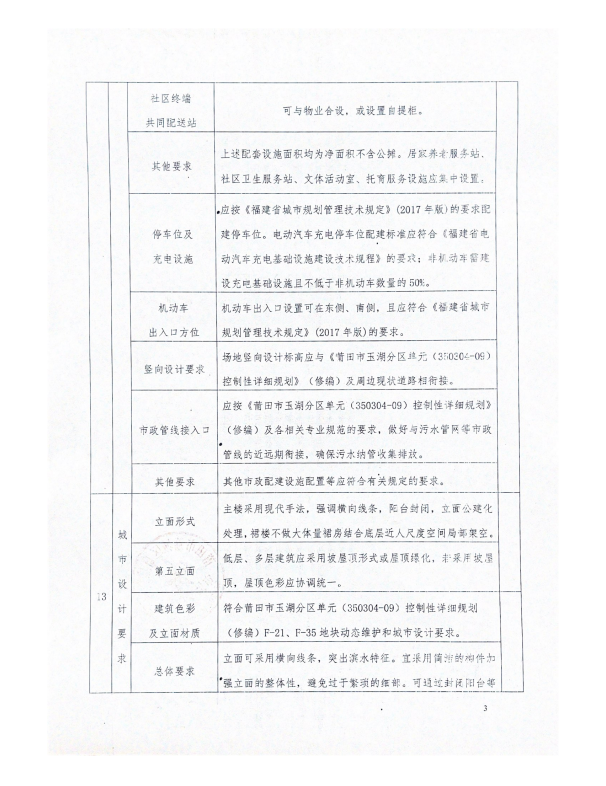 社区终端
共同配送站
可与物业合设，或设置自提柜。
其他要求
上述配套设施面积均为净面积不含公摊。居家养老服务站、
社区卫生服务站、文体活动室、托育服务设施应集中设置；
停车位及
充电设施
应按《福建省城市规划管理技术规定》(2017年版)的要求配
建停车位。电动汽车充电停车位配建标准应符合《福建省电
动汽车充电基础设施建设技术规程》的要求；非机动车需建
设充电基础设施且不低于非机动车数量的50%。
机动车
出入口方位
机动车出入口设置可在东侧、南侧，且应符合《福建省城市
规划管理技术规定》(2017年版)的要求。
竖向设计要求
场地竖向设计标高应与《莆田市玉湖分区单元（350304-09）
控制性详细规划》（修编）及周边现状道路相衔接。
市政管线接入口
应按《莆田市玉湖分区单元（350304-09）控制性详细规划》
（修编）及各相关专业规范的要求，做好与污水管网等市政
管线的近远期衔接，确保污水纳管收集排放。
其他要求
其他市政配建设施配置等应符合有关规定的要求。
13
城市设计要求
立面形式
主楼采用现代手法，强调横向线条，阳台封闭，立面公建化
处理，裙楼不做大体量裙房结合底层近人尺度空间局部架空。
第五立面
低层、多层建筑应采用坡屋顶形式或屋顶绿化，若采用坡屋
顶，屋顶色彩应协调统一。
建筑色彩
及立面材质
符合莆田市玉湖分区单元（350304-09）控制性详细规划
（修编）F-21、F-35地块动态维护和城市设计要求。
总体要求
立面可采用横向线条，突出滨水特征。宜采用简洁的构件加
强立面的整体性，避免过于繁琐的细部。可通过封闭阳台等
3